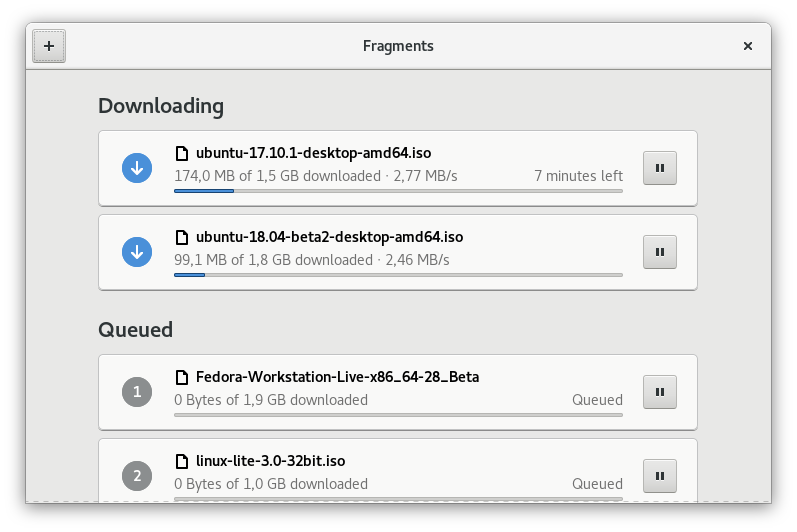 Fragments
Downloading
ubuntu-17.10.1-desktop-amd64.iso
174,0 MB of 1,5 GB downloaded · 2,77 MB/s 7 minutes left
ubuntu-18.04-beta2-desktop-amd64.iso
99,1 MB of 1,8 GB downloaded · 2,46 MB/s
Queued
1 Fedora-Workstation-Live-x86_64-28_Beta
0 Bytes of 1,9 GB downloaded Queued
2 linux-lite-3.0-32bit.iso
0 Bytes of 1,0 GB downloaded Queued